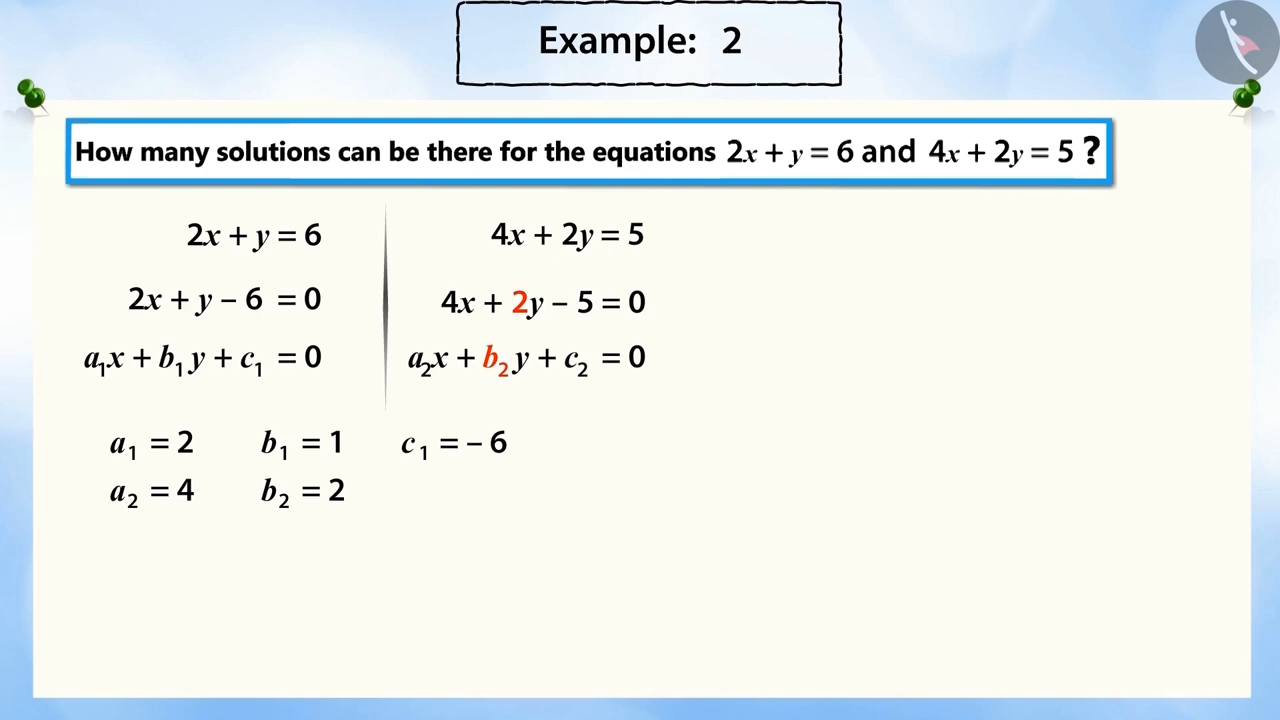 Example: 2
How many solutions can be there for the equations 2x + y = 6 and 4x + 2y = 5 ?
2x + y = 6
4x + 2y = 5
2x + y – 6 = 0
4x + 2y – 5 = 0
a₁x + b₁y + c₁ = 0
a₂x + b₂y + c₂ = 0
a₁ = 2 b₁ = 1 c₁ = – 6
a₂ = 4 b₂ = 2